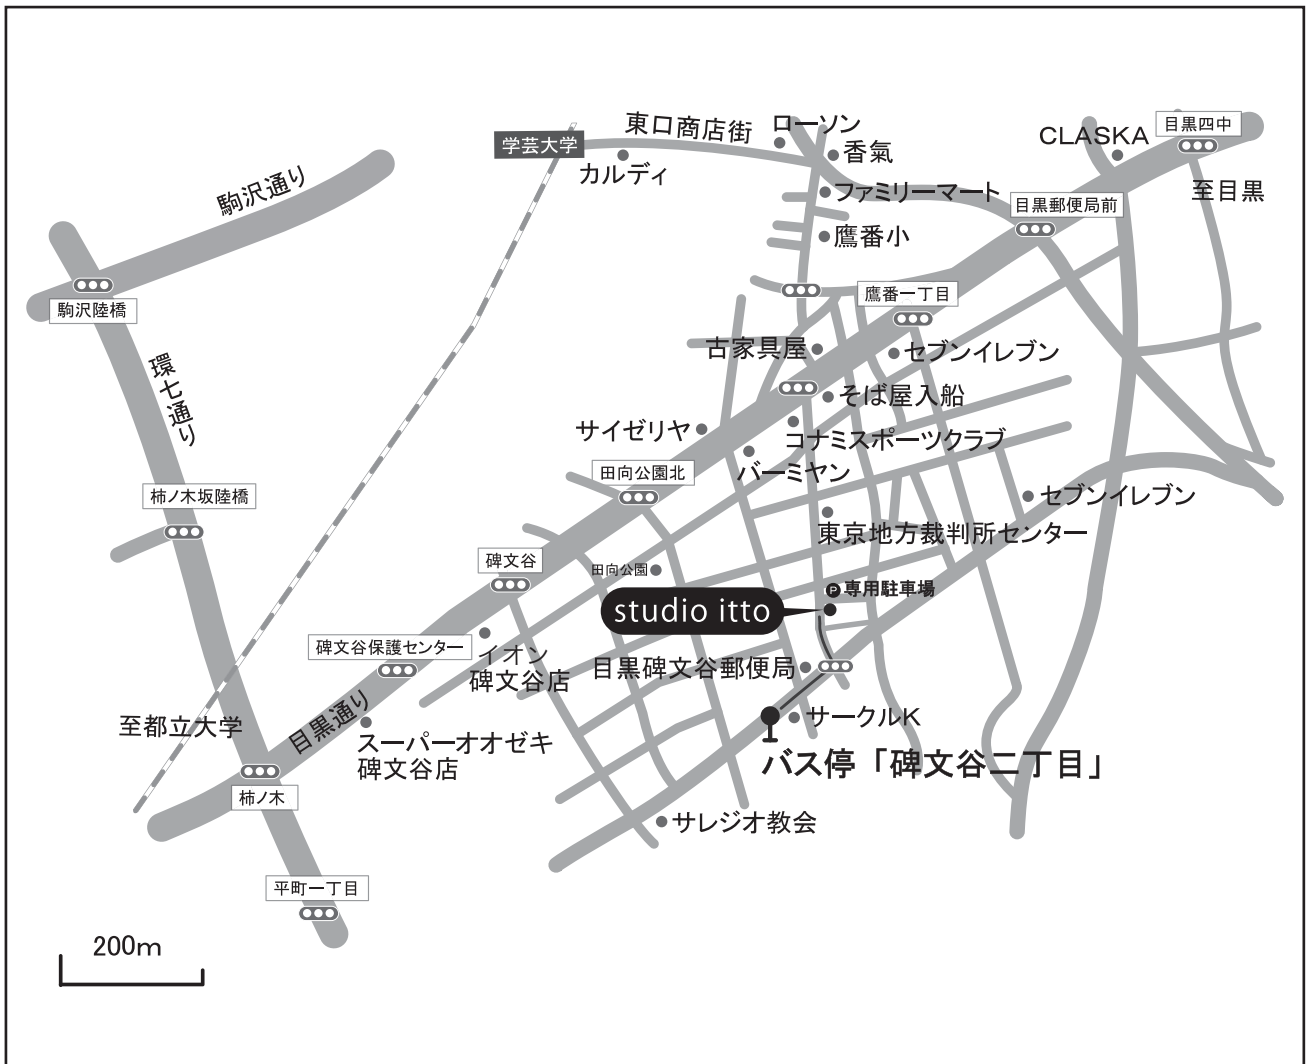 東口商店街
ローソン
CLASKA
目黒四中
学芸大学
カルディ
香氣
駒沢通り
ファミリーマート
至目黒
目黒郵便局前
鷹番小
駒沢陸橋
鷹番一丁目
環七通り
古家具屋
セブンイレブン
そば屋入船
サイゼリヤ
コナミスポーツクラブ
バーミヤン
田向公園北
柿ノ木坂陸橋
セブンイレブン
東京地方裁判所センター
碑文谷
田向公園
P 専用駐車場
studio itto
碑文谷保護センター
イオン
碑文谷店
目黒碑文谷郵便局
至都立大学
目黒通り
サークルK
スーパーオオゼキ
碑文谷店
バス停「碑文谷二丁目」
柿ノ木
サレジオ教会
平町一丁目
200m